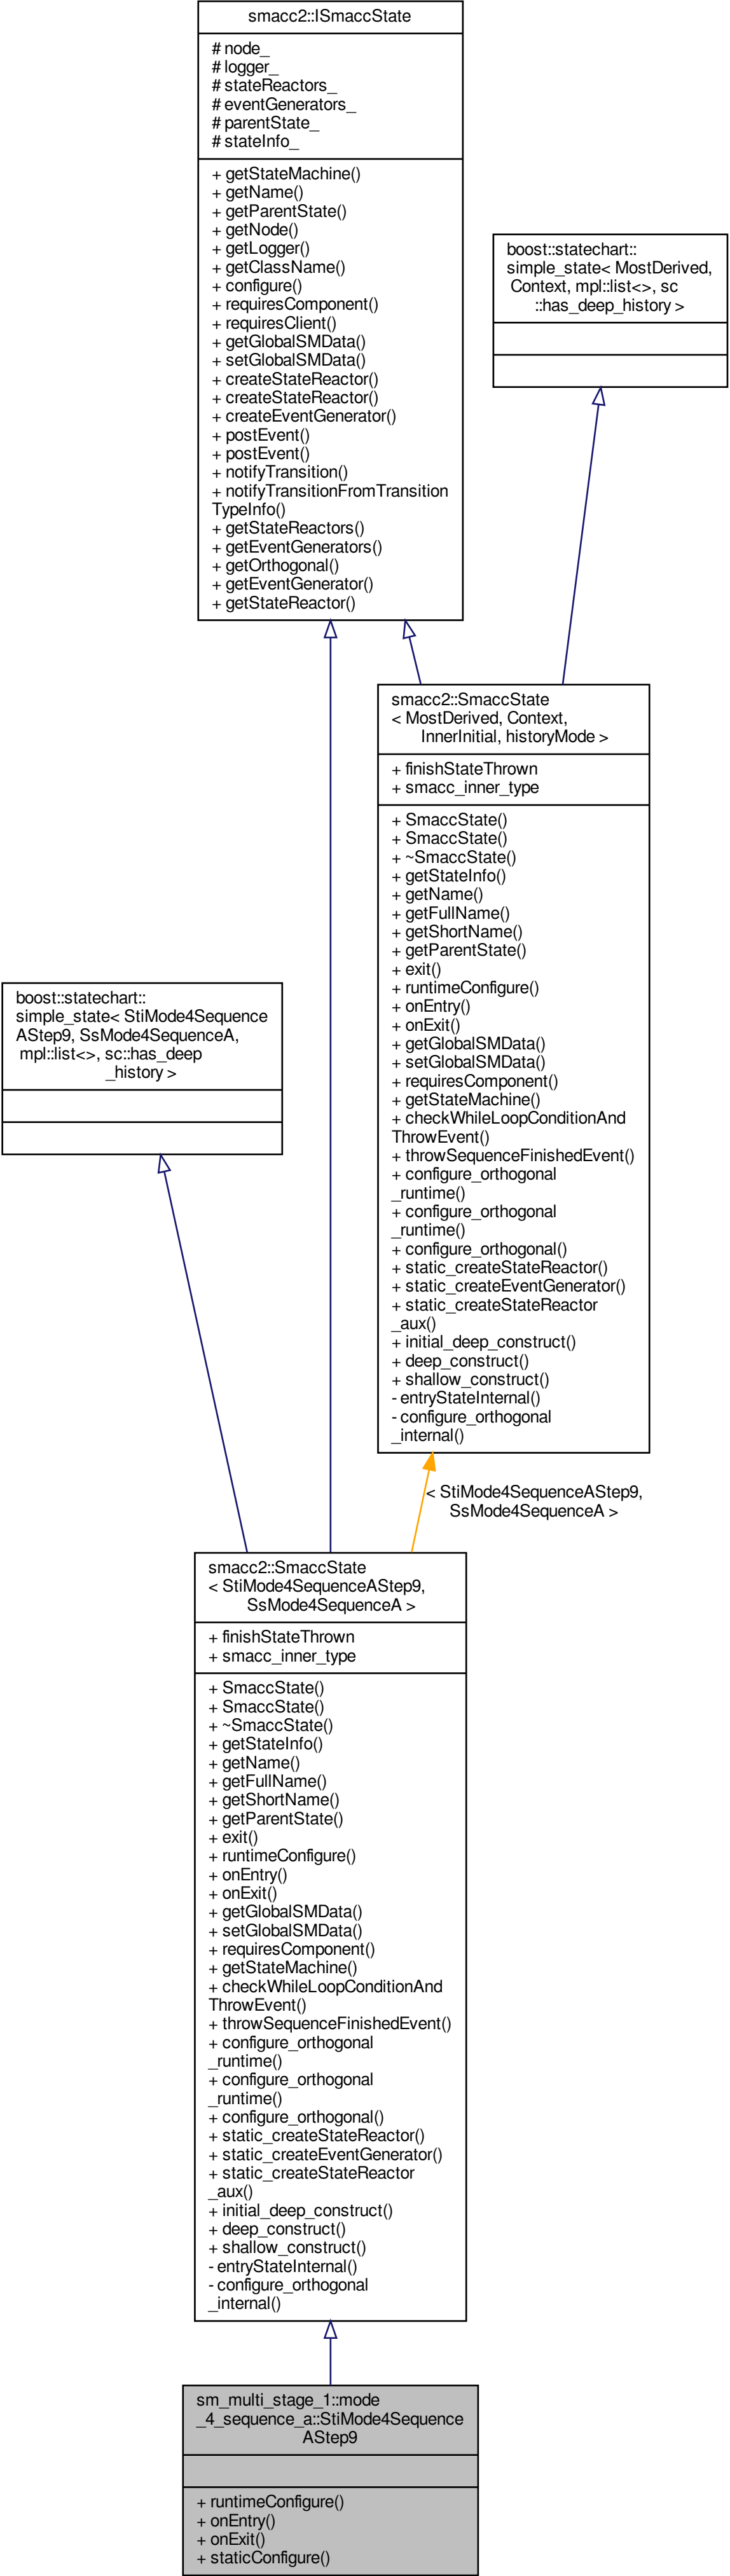 smacc2::ISmaccState
# node_
# logger_
# stateReactors_
# eventGenerators_
# parentState_
# stateInfo_
+ getStateMachine()
+ getName()
+ getParentState()
+ getNode()
+ getLogger()
+ getClassName()
+ configure()
+ requiresComponent()
+ requiresClient()
+ getGlobalSMData()
+ setGlobalSMData()
+ createStateReactor()
+ createStateReactor()
+ createEventGenerator()
+ postEvent()
+ postEvent()
+ notifyTransition()
+ notifyTransitionFromTransition
TypeInfo()
+ getStateReactors()
+ getEventGenerators()
+ getOrthogonal()
+ getEventGenerator()
+ getStateReactor()
boost::statechart::
simple_state< MostDerived,
Context, mpl::list<>, sc
::has_deep_history >
smacc2::SmaccState
< MostDerived, Context,
InnerInitial, historyMode >
+ finishStateThrown
+ smacc_inner_type
+ SmaccState()
+ SmaccState()
+ ~SmaccState()
+ getStateInfo()
+ getName()
+ getFullName()
+ getShortName()
+ getParentState()
+ exit()
+ runtimeConfigure()
+ onEntry()
+ onExit()
+ getGlobalSMData()
+ setGlobalSMData()
+ requiresComponent()
+ getStateMachine()
+ checkWhileLoopConditionAnd
ThrowEvent()
+ throwSequenceFinishedEvent()
+ configure_orthogonal
_runtime()
+ configure_orthogonal
_runtime()
+ configure_orthogonal()
+ static_createStateReactor()
+ static_createEventGenerator()
+ static_createStateReactor
_aux()
+ initial_deep_construct()
+ deep_construct()
+ shallow_construct()
- entryStateInternal()
- configure_orthogonal
_internal()
boost::statechart::
simple_state< StiMode4Sequence
AStep9, SsMode4SequenceA,
mpl::list<>, sc::has_deep
_history >
< StiMode4SequenceAStep9,
SsMode4SequenceA >
smacc2::SmaccState
< StiMode4SequenceAStep9,
SsMode4SequenceA >
+ finishStateThrown
+ smacc_inner_type
+ SmaccState()
+ SmaccState()
+ ~SmaccState()
+ getStateInfo()
+ getName()
+ getFullName()
+ getShortName()
+ getParentState()
+ exit()
+ runtimeConfigure()
+ onEntry()
+ onExit()
+ getGlobalSMData()
+ setGlobalSMData()
+ requiresComponent()
+ getStateMachine()
+ checkWhileLoopConditionAnd
ThrowEvent()
+ throwSequenceFinishedEvent()
+ configure_orthogonal
_runtime()
+ configure_orthogonal
_runtime()
+ configure_orthogonal()
+ static_createStateReactor()
+ static_createEventGenerator()
+ static_createStateReactor
_aux()
+ initial_deep_construct()
+ deep_construct()
+ shallow_construct()
- entryStateInternal()
- configure_orthogonal
_internal()
sm_multi_stage_1::mode
_4_sequence_a::StiMode4Sequence
AStep9
+ runtimeConfigure()
+ onEntry()
+ onExit()
+ staticConfigure()